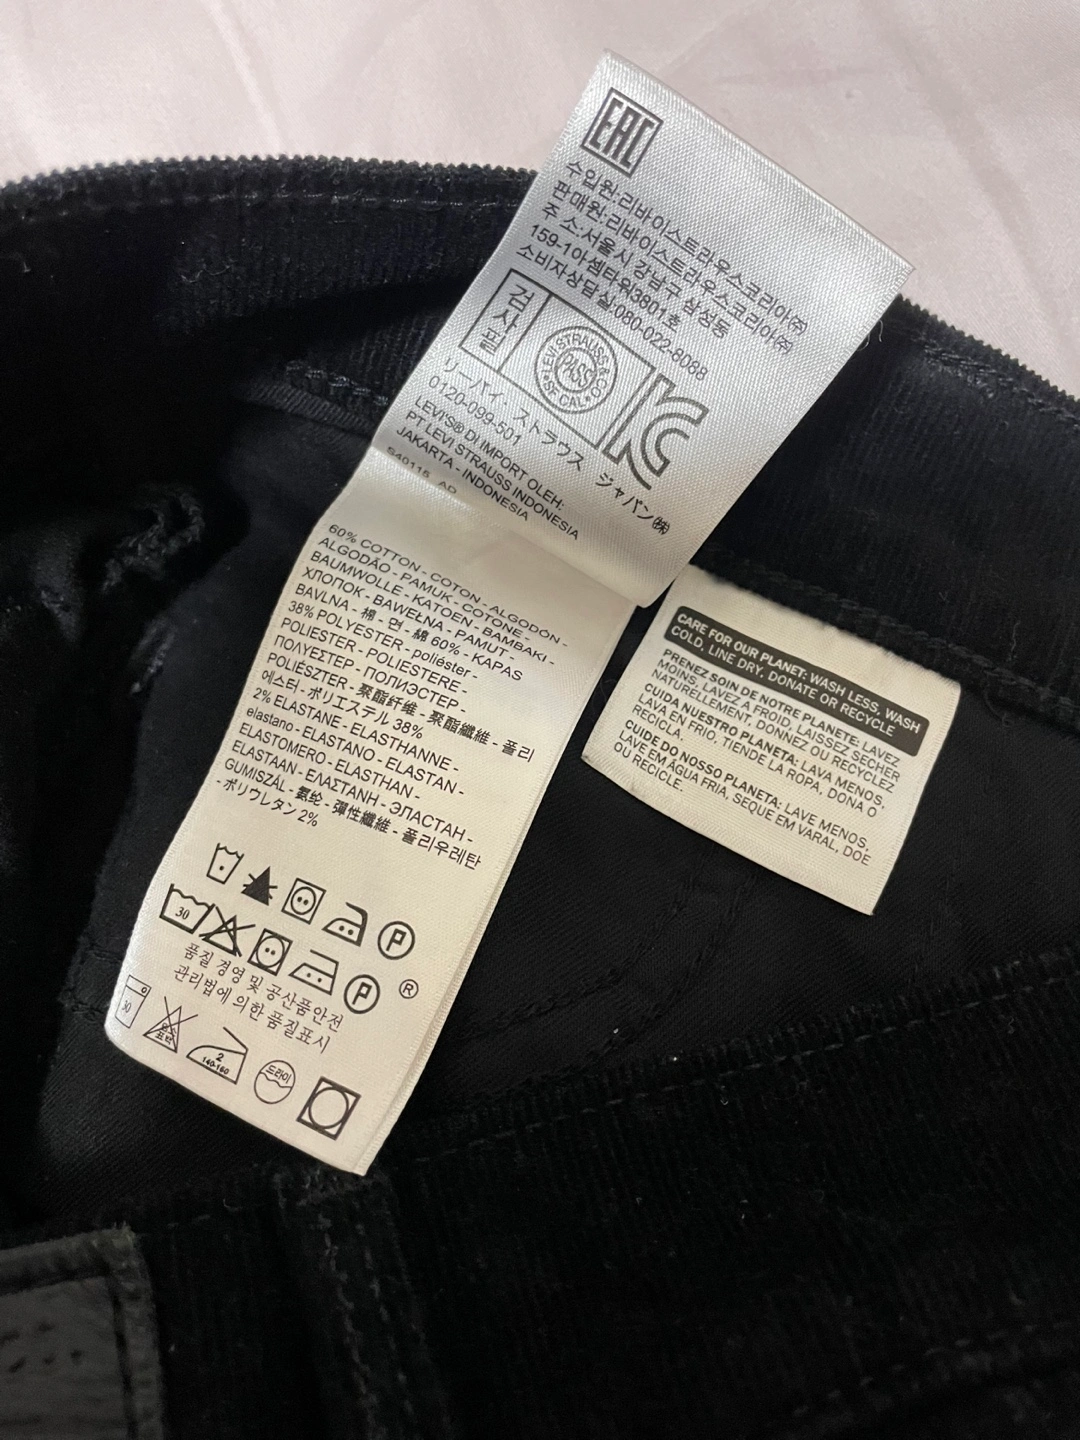 EAC
수입원:리바이스트라우스코리아㈜
판매원:리바이스트라우스코리아㈜
주 소:서울시 강남구 삼성동
159-1아셈타워3801호
소비자상담실:080-022-8088
검사필
LEVI STRAUSS & CO
PASS
リーバイ・ストラウス ジャパン㈱
0120-099-501
LEVI'S® DI IMPORT OLEH:
PT LEVI STRAUSS INDONESIA
JAKARTA - INDONESIA
60% COTTON - COTON - ALGODÓN -
ALGODÃO - PAMUK - COTONE -
BAUMWOLLE - KATOEN - BAMBAKI -
ХЛОПОК - BAWEŁNA - PAMUT -
BAVLNA - 棉 - 면 - 綿 60% - KAPAS
38% POLYESTER - poliéster -
POLIESTER - POLIESTERE -
ΠΟΛΥΕΣΤΕΡ - ПОЛИЭСТЕР -
POLIÉSZTER - 聚酯纤维 - 聚酯纖維 - 폴리
에스터 - ポリエステル 38%
2% ELASTANE - ELASTHANNE -
elastano - ELASTANO - ELASTAN -
ELASTOMERO - ELASTHAN -
ELASTAAN - ΕΛΑΣΤΑΝΗ - ЭЛАСТАН -
GUMISZÁL - 氨纶 - 彈性纖維 - 폴리우레탄
- ポリウレタン 2%
P
30 P ®
품질 경영 및 공산품안전
관리법에 의한 품질표시
30 2 140-160 드라이
CARE FOR OUR PLANET: WASH LESS, WASH
COLD, LINE DRY, DONATE OR RECYCLE
PRENEZ SOIN DE NOTRE PLANETE: LAVEZ
MOINS, LAVEZ A FROID, LAISSEZ SECHER
NATURELLEMENT, DONNEZ OU RECYCLEZ
CUIDA NUESTRO PLANETA: LAVA MENOS,
LAVA EN FRIO, TIENDE LA ROPA, DONA O
RECICLA.
CUIDE DO NOSSO PLANETA: LAVE MENOS,
LAVE EM ÁGUA FRIA, SEQUE EM VARAL, DOE
OU RECICLE.